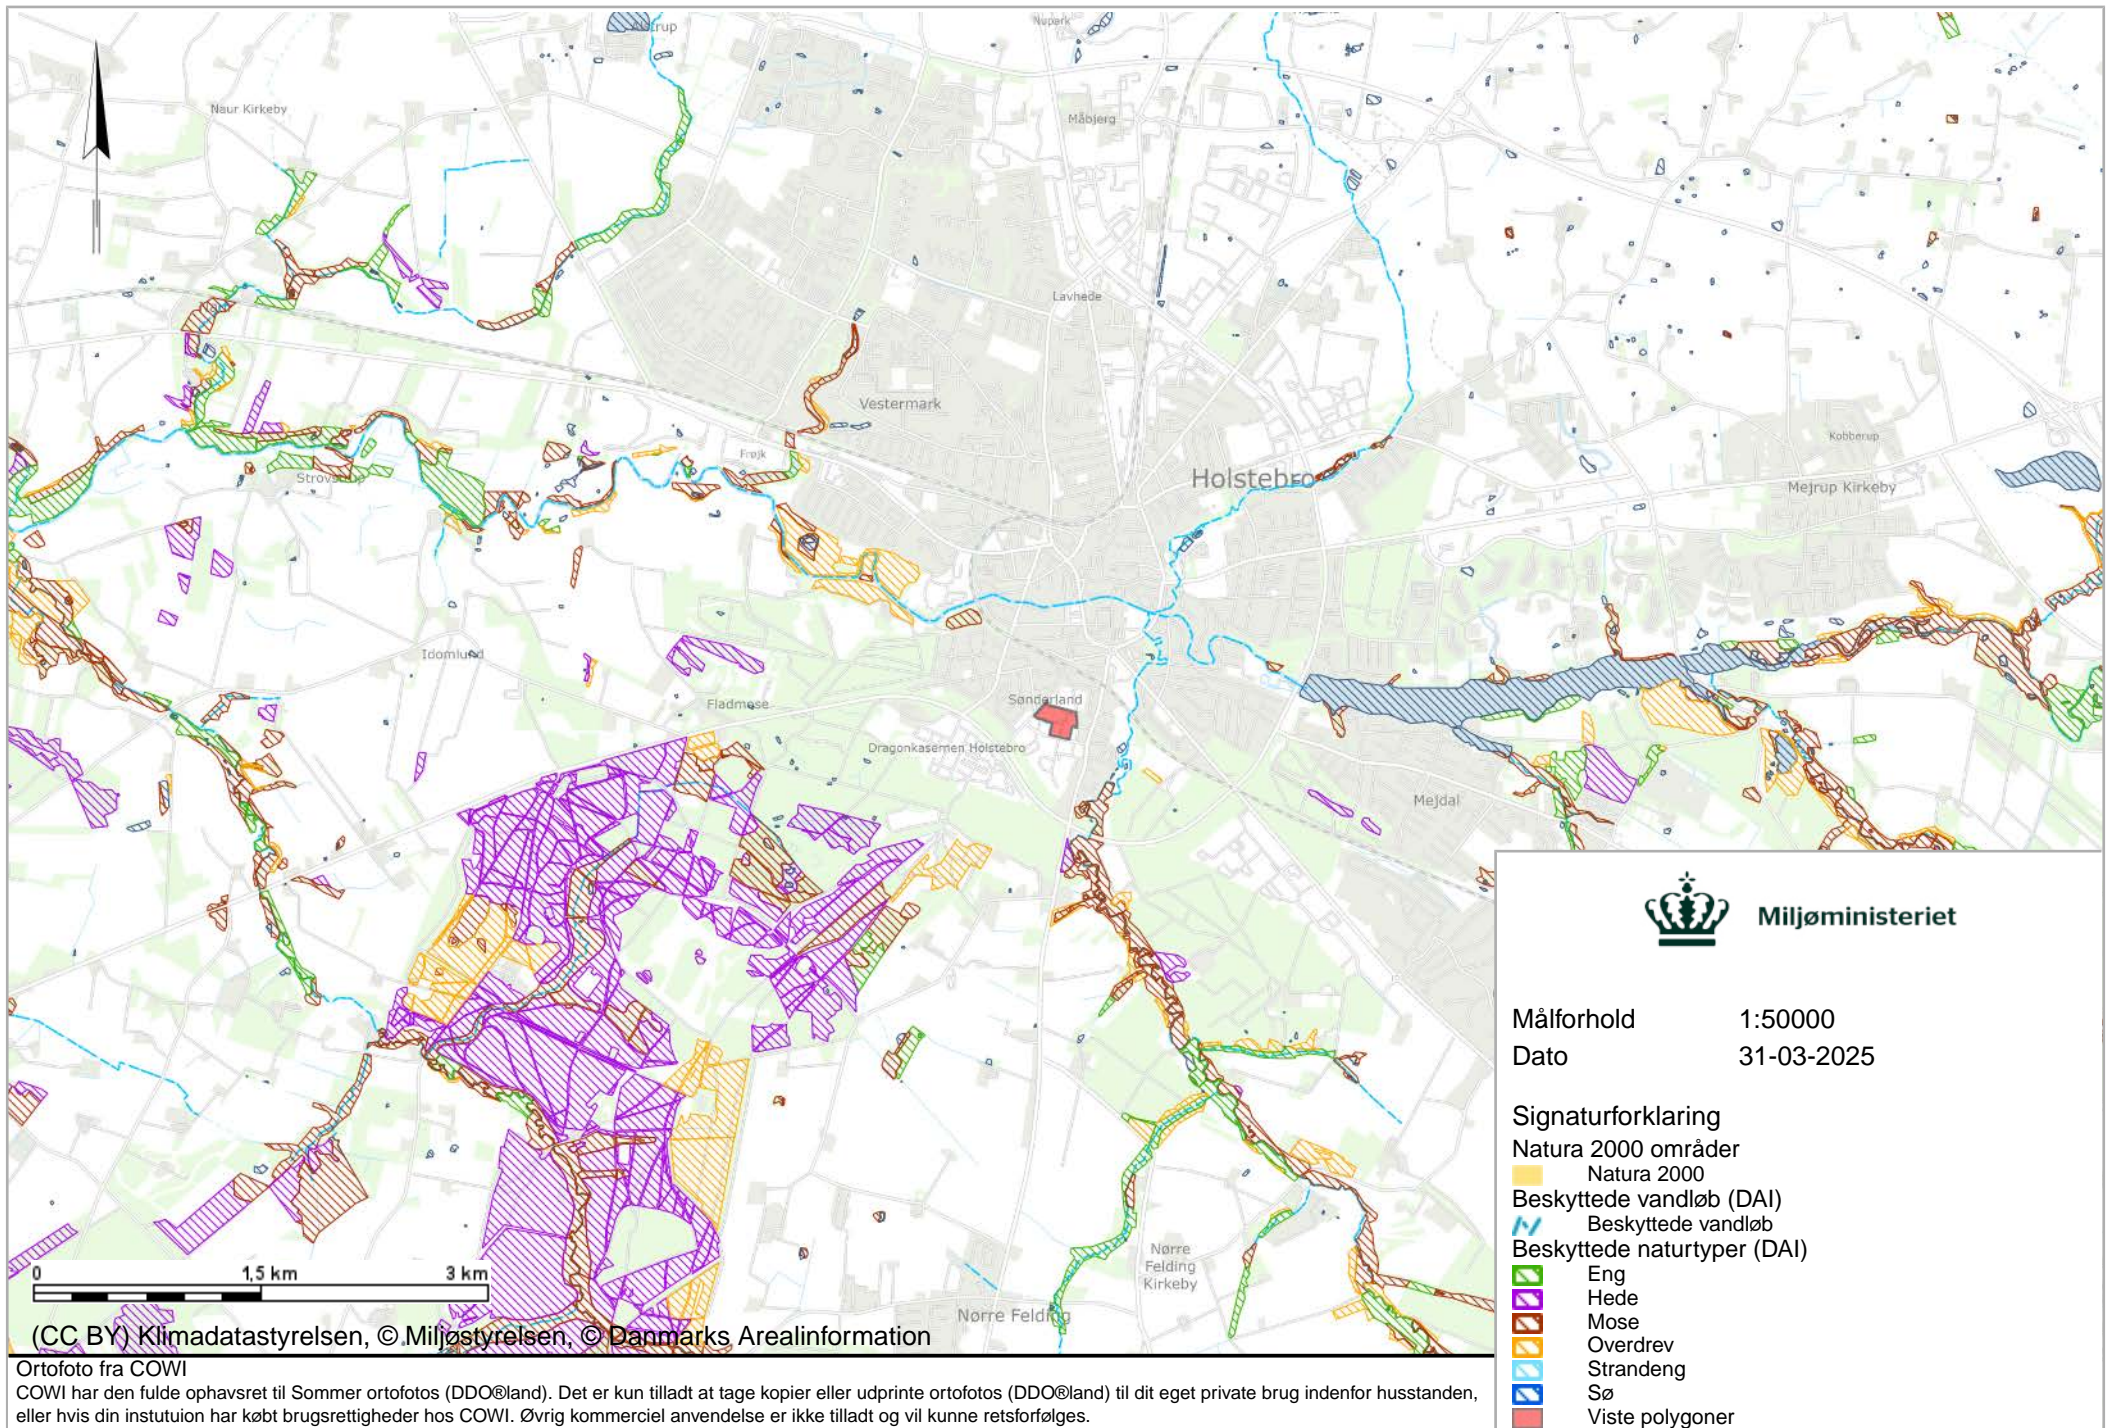 Alstrup
Nupark
Naur Kirkeby
Måbjerg
Lavhede
Vestermark
Kobberup
Frøjk
Holstebro
Strovstrup
Mejrup Kirkeby
Idomlund
Sønderland
Fladmose
Dragonkasernen Holstebro
Mejdal
Nørre
Felding
Kirkeby
Nørre Felding
0 1,5 km 3 km
(CC BY) Klimadatastyrelsen, © Miljøstyrelsen, © Danmarks Arealinformation
Ortofoto fra COWI
COWI har den fulde ophavsret til Sommer ortofotos (DDO®land). Det er kun tilladt at tage kopier eller udprinte ortofotos (DDO®land) til dit eget private brug indenfor husstanden,
eller hvis din instutuion har købt brugsrettigheder hos COWI. Øvrig kommerciel anvendelse er ikke tilladt og vil kunne retsforfølges.
Miljøministeriet
Målforhold 1:50000
Dato 31-03-2025
Signaturforklaring
Natura 2000 områder
Natura 2000
Beskyttede vandløb (DAI)
Beskyttede vandløb
Beskyttede naturtyper (DAI)
Eng
Hede
Mose
Overdrev
Strandeng
Sø
Viste polygoner